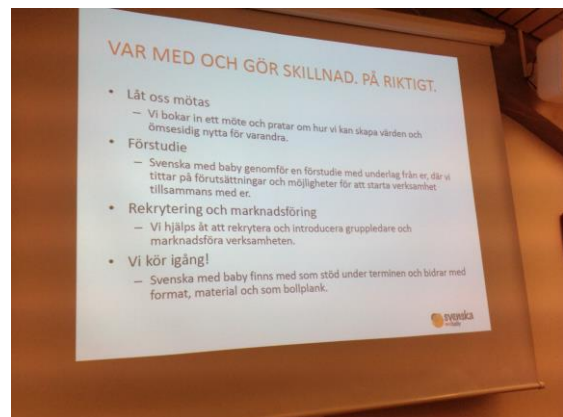 VAR MED OCH GÖR SKILLNAD. PÅ RIKTIGT.
• Låt oss mötas
– Vi bokar in ett möte och pratar om hur vi kan skapa värden och
ömsesidig nytta för varandra.
• Förstudie
– Svenska med baby genomför en förstudie med underlag från er, där vi
tittar på förutsättningar och möjligheter för att starta verksamhet
tillsammans med er.
• Rekrytering och marknadsföring
– Vi hjälps åt att rekrytera och introducera gruppledare och
marknadsföra verksamheten.
• Vi kör igång!
– Svenska med baby finns med som stöd under terminen och bidrar med
format, material och som bollplank.
svenska
med baby